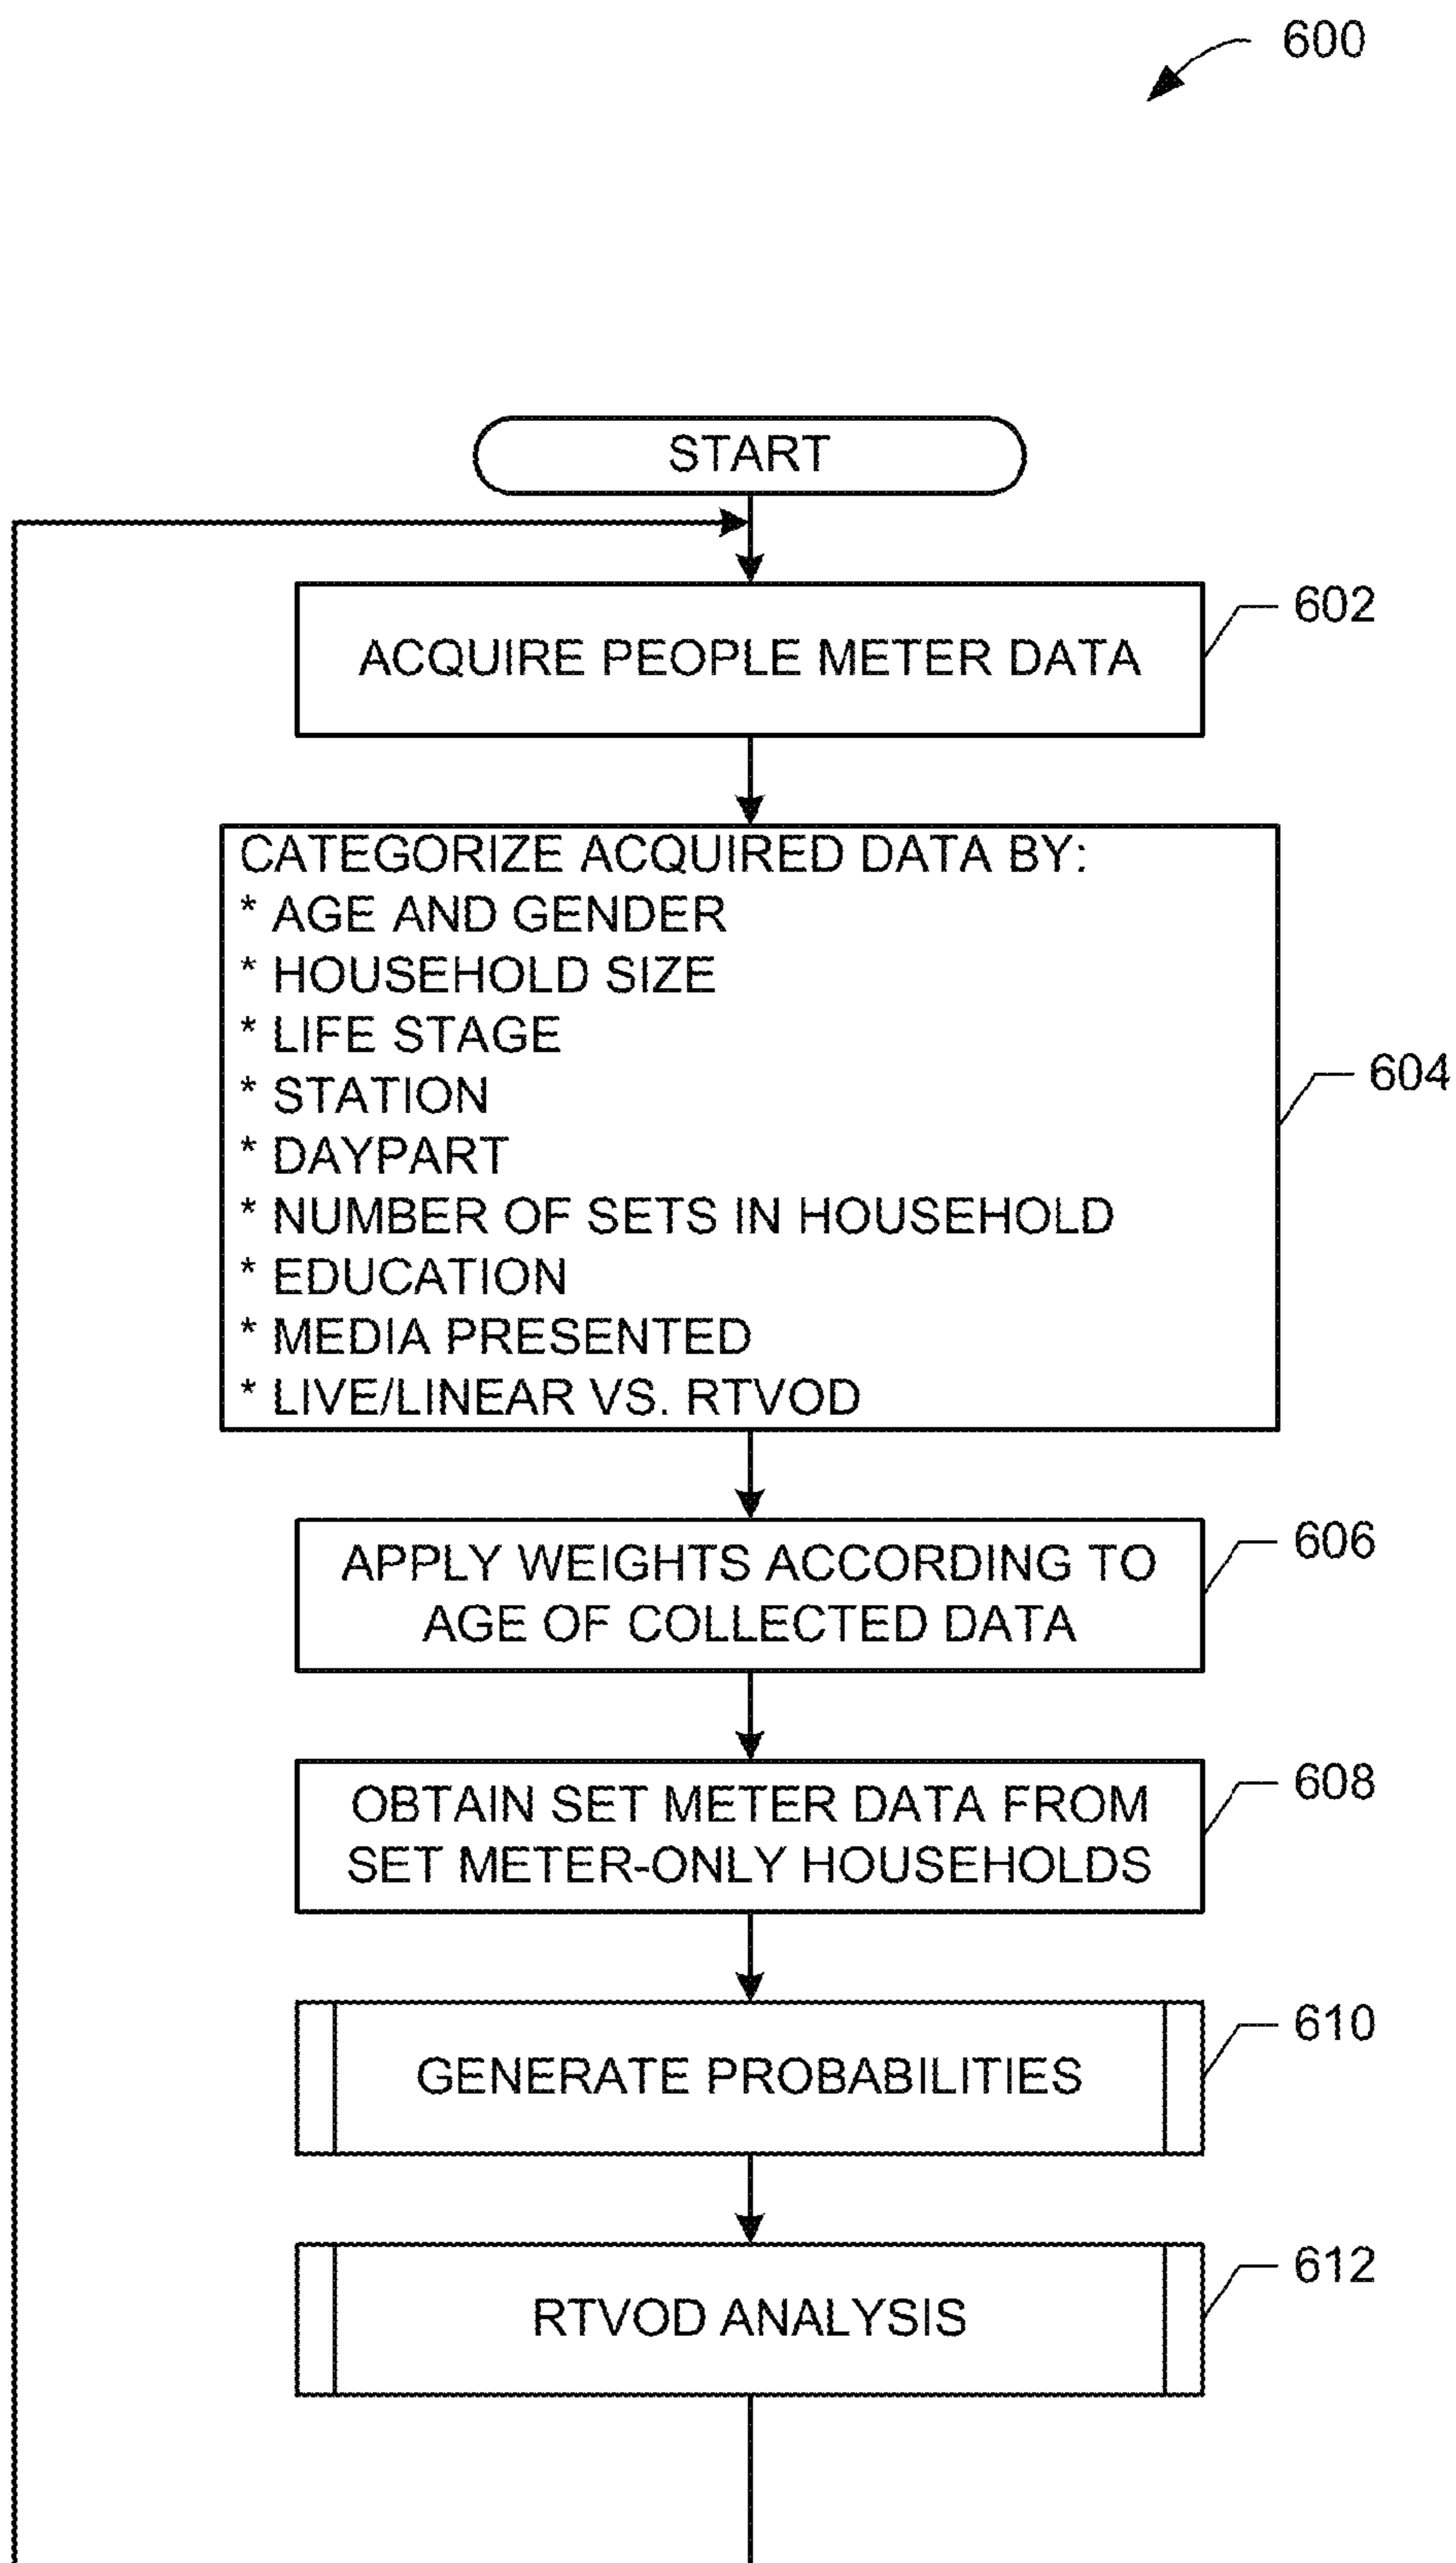 600
START
ACQUIRE PEOPLE METER DATA
602
CATEGORIZE ACQUIRED DATA BY:
* AGE AND GENDER
* HOUSEHOLD SIZE
* LIFE STAGE
* STATION
* DAYPART
* NUMBER OF SETS IN HOUSEHOLD
* EDUCATION
* MEDIA PRESENTED
* LIVE/LINEAR VS. RTVOD
604
APPLY WEIGHTS ACCORDING TO
AGE OF COLLECTED DATA
606
OBTAIN SET METER DATA FROM
SET METER-ONLY HOUSEHOLDS
608
GENERATE PROBABILITIES
610
RTVOD ANALYSIS
612